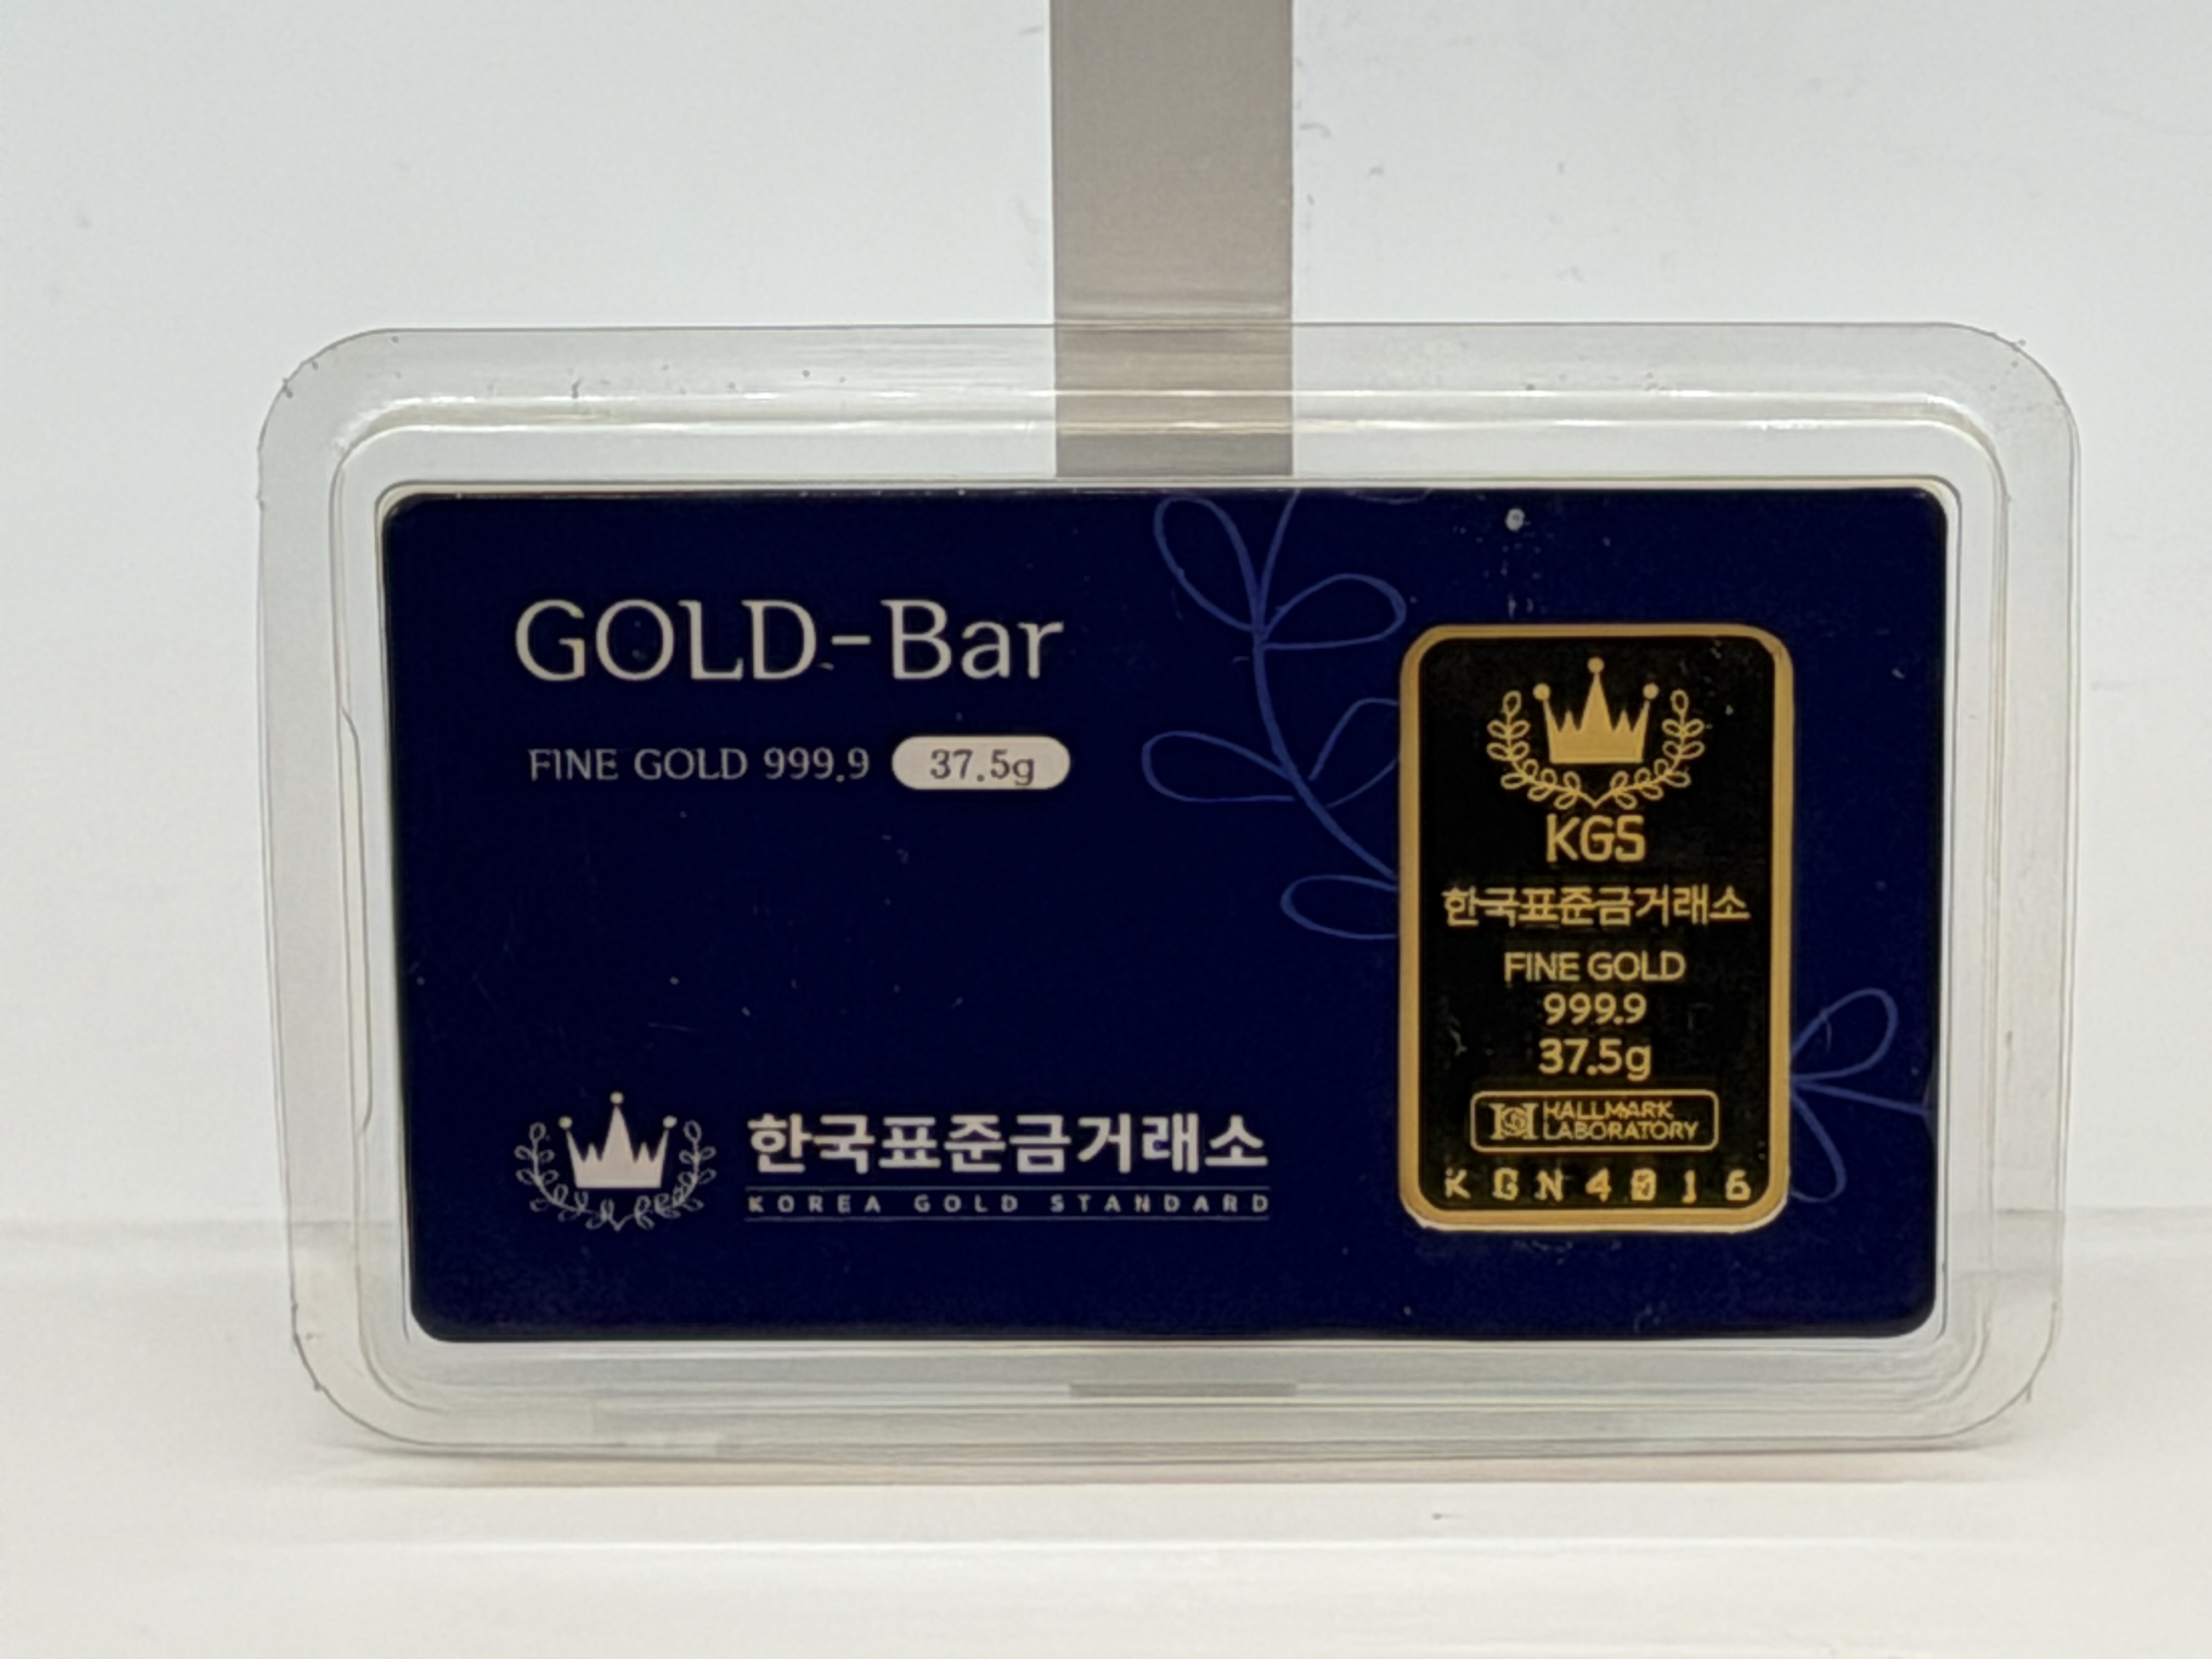 GOLD-Bar
FINE GOLD 999.9 37.5g
한국표준금거래소
KOREA GOLD STANDARD
KGS
한국표준금거래소
FINE GOLD
999.9
37.5g
HALLMARK
LABORATORY
KGN4016